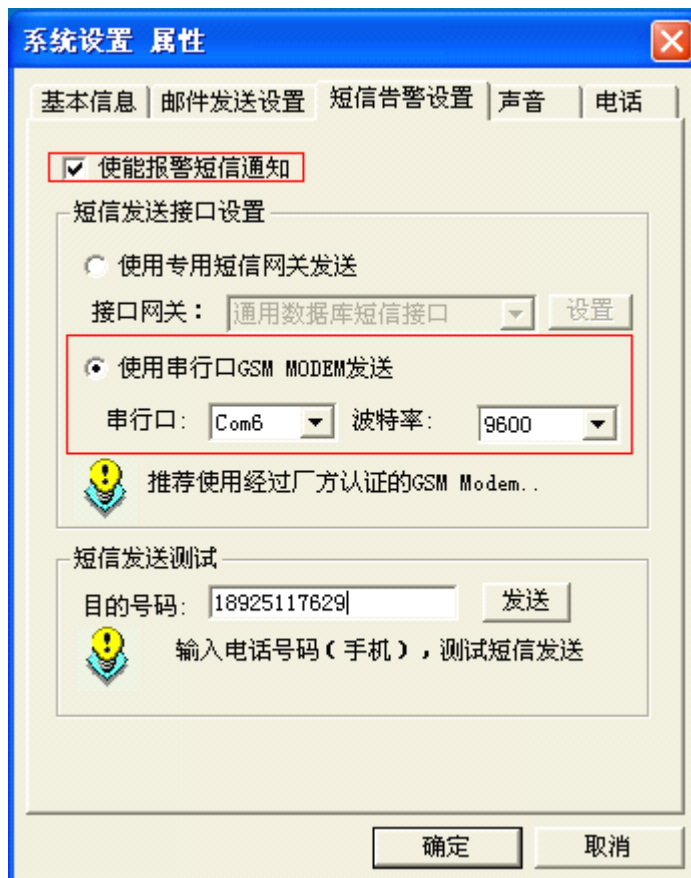 系统设置 属性
基本信息 邮件发送设置 短信告警设置 声音 电话
使能报警短信通知
短信发送接口设置
使用专用短信网关发送
接口网关： 通用数据库短信接口 设置
使用串行口GSM MODEM发送
串行口: Com6 波特率: 9600
推荐使用经过厂方认证的GSM Modem..
短信发送测试
目的号码: 18925117629 发送
输入电话号码(手机)，测试短信发送
确定 取消